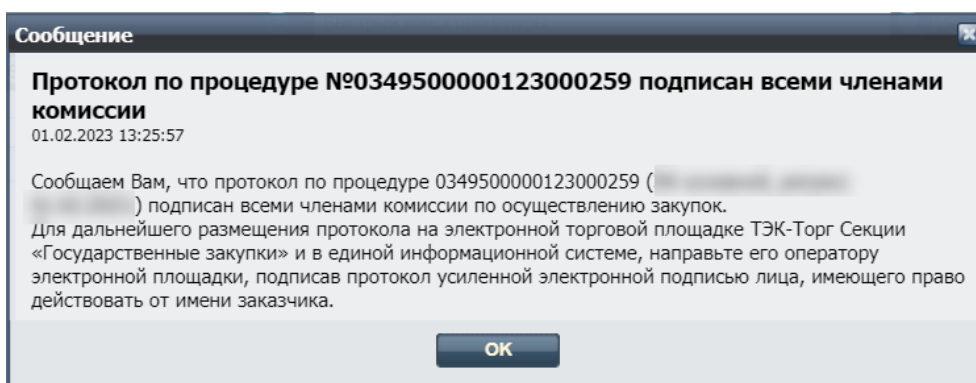 Сообщение
Протокол по процедуре №0349500000123000259 подписан всеми членами
комиссии
01.02.2023 13:25:57
Сообщаем Вам, что протокол по процедуре 0349500000123000259 (
) подписан всеми членами комиссии по осуществлению закупок.
Для дальнейшего размещения протокола на электронной торговой площадке ТЭК-Торг Секции
«Государственные закупки» и в единой информационной системе, направьте его оператору
электронной площадки, подписав протокол усиленной электронной подписью лица, имеющего право
действовать от имени заказчика.
ОК